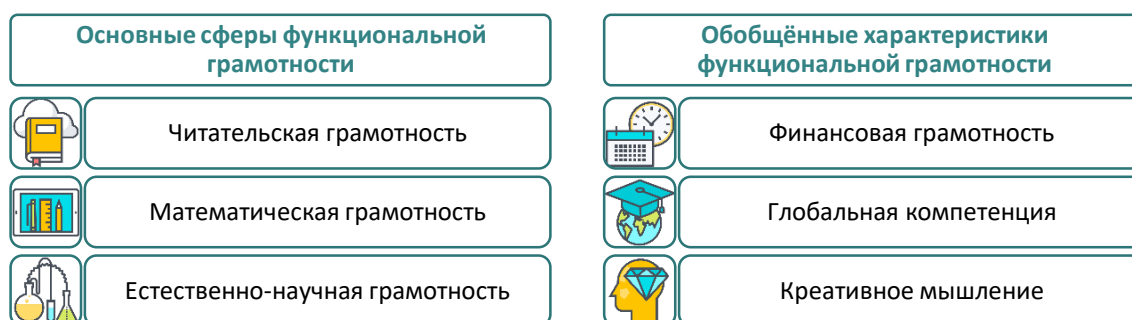 Основные сферы функциональной
грамотности
Читательская грамотность
Математическая грамотность
Естественно-научная грамотность
Обобщённые характеристики
функциональной грамотности
Финансовая грамотность
Глобальная компетенция
Креативное мышление